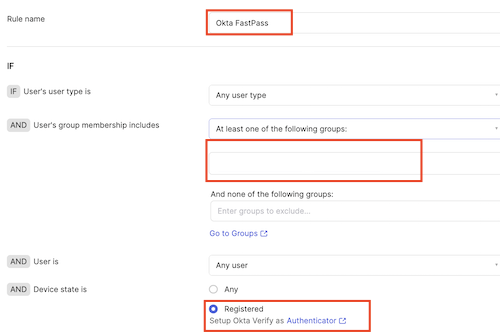 Rule name
Okta FastPass
IF
IF User's user type is
Any user type
AND User's group membership includes
At least one of the following groups:
And none of the following groups:
Enter groups to exclude...
Go to Groups
AND User is
Any user
AND Device state is
Any
Registered
Setup Okta Verify as Authenticator